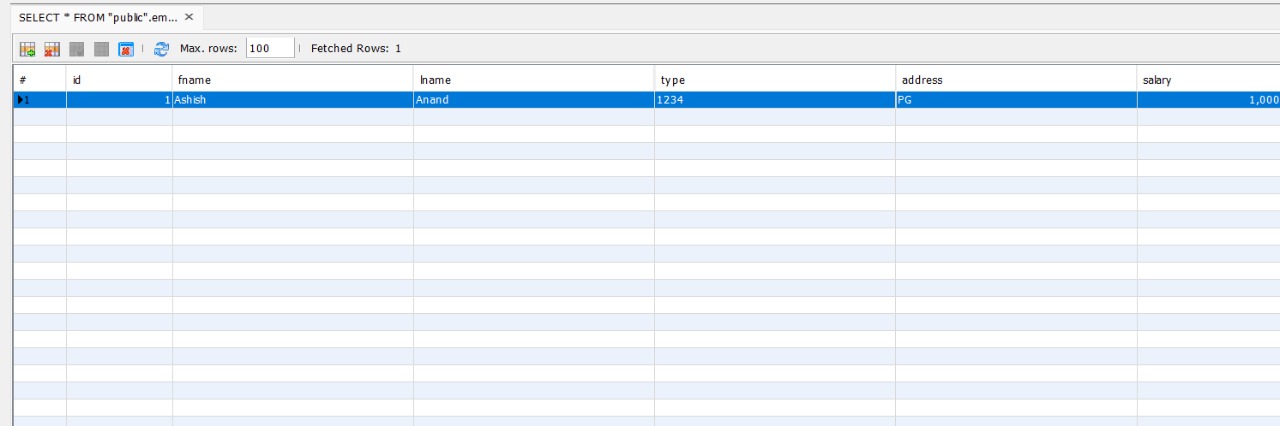 SELECT * FROM "public".em...
Max. rows: 100 Fetched Rows: 1
# id fname lname type address salary
1 1 Ashish Anand 1234 PG 1,000